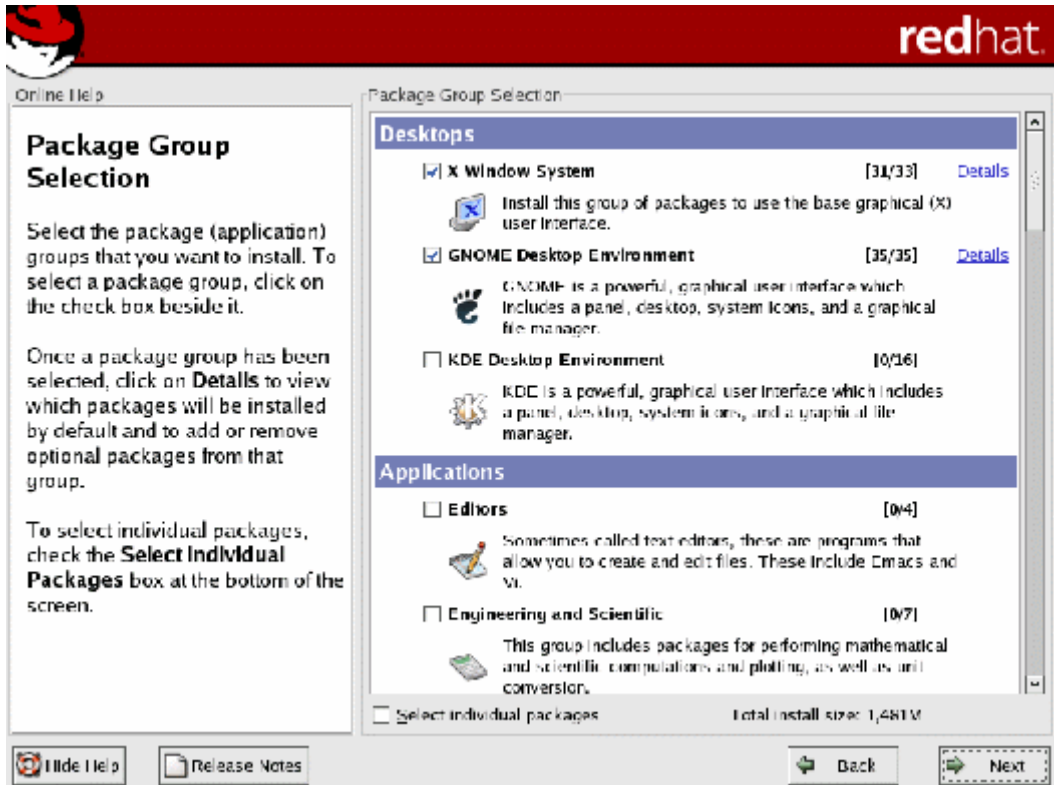 redhat.
Online Help
Package Group
Selection
Select the package (application)
groups that you want to install. To
select a package group, click on
the check box beside it.
Once a package group has been
selected, click on Details to view
which packages will be installed
by default and to add or remove
optional packages from that
group.
To select individual packages,
check the Select Individual
Packages box at the bottom of the
screen.
Package Group Selection
Desktops
X Window System [31/33] Details
Install this group of packages to use the base graphical (X)
user interface.
GNOME Desktop Environment [35/35] Details
GNOME is a powerful, graphical user interface which
includes a panel, desktop, system icons, and a graphical
file manager.
KDE Desktop Environment [0/16]
KDE is a powerful, graphical user interface which includes
a panel, desktop, system icons, and a graphical file
manager.
Applications
Editors [0/4]
Sometimes called text editors, these are programs that
allow you to create and edit files. These include Emacs and
Vi.
Engineering and Scientific [0/7]
This group includes packages for performing mathematical
and scientific computations and plotting, as well as unit
conversion.
Select individual packages Total install size: 1,481M
Hide Help Release Notes Back Next